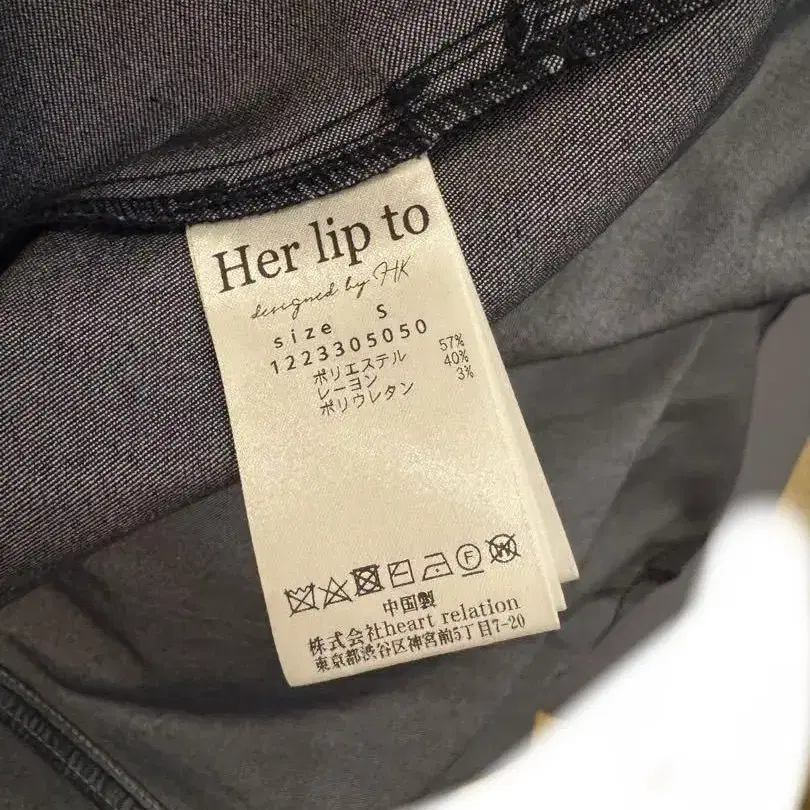 Her lip to
designed by HK
size S
1223305050
ポリエステル 57%
レーヨン 40%
ポリウレタン 3%
F W
中国製
株式会社heart relation
東京都渋谷区神宮前5丁目7-20